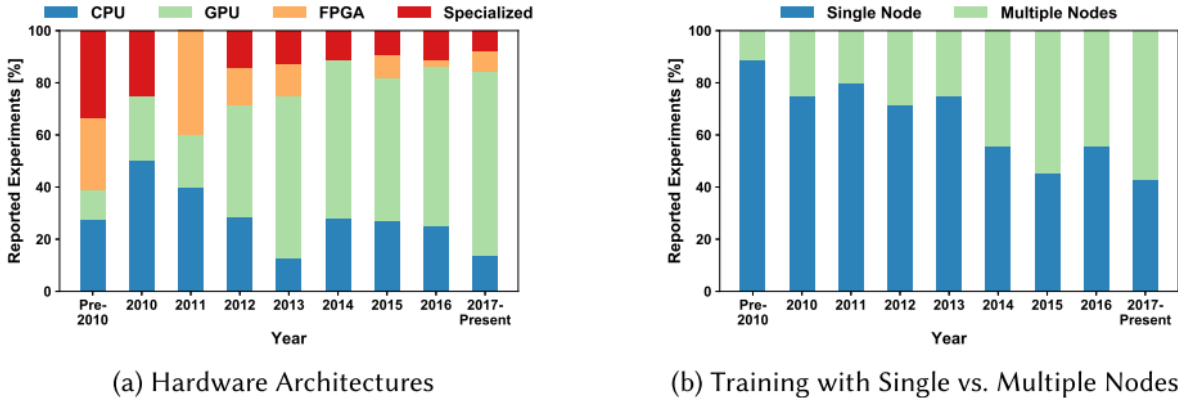 CPU GPU FPGA Specialized
Reported Experiments [%]
100
80
60
40
20
0
Pre-2010 2010 2011 2012 2013 2014 2015 2016 2017-Present
Year
(a) Hardware Architectures
Single Node Multiple Nodes
Reported Experiments [%]
100
80
60
40
20
0
Pre-2010 2010 2011 2012 2013 2014 2015 2016 2017-Present
Year
(b) Training with Single vs. Multiple Nodes